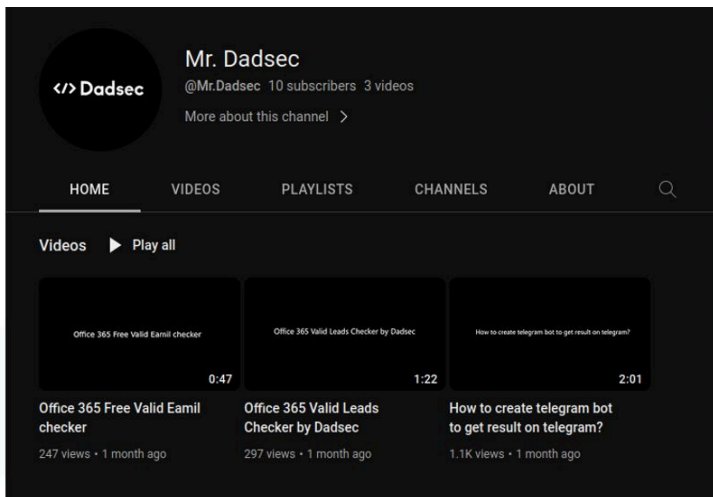 </> Dadsec
Mr. Dadsec
@Mr.Dadsec 10 subscribers 3 videos
More about this channel
HOME VIDEOS PLAYLISTS CHANNELS ABOUT
Videos Play all
Office 365 Free Valid Eamil checker
0:47
Office 365 Valid Leads Checker by Dadsec
1:22
How to create telegram bot to get result on telegram?
2:01
Office 365 Free Valid Eamil
checker
247 views • 1 month ago
Office 365 Valid Leads
Checker by Dadsec
297 views • 1 month ago
How to create telegram bot
to get result on telegram?
1.1K views • 1 month ago